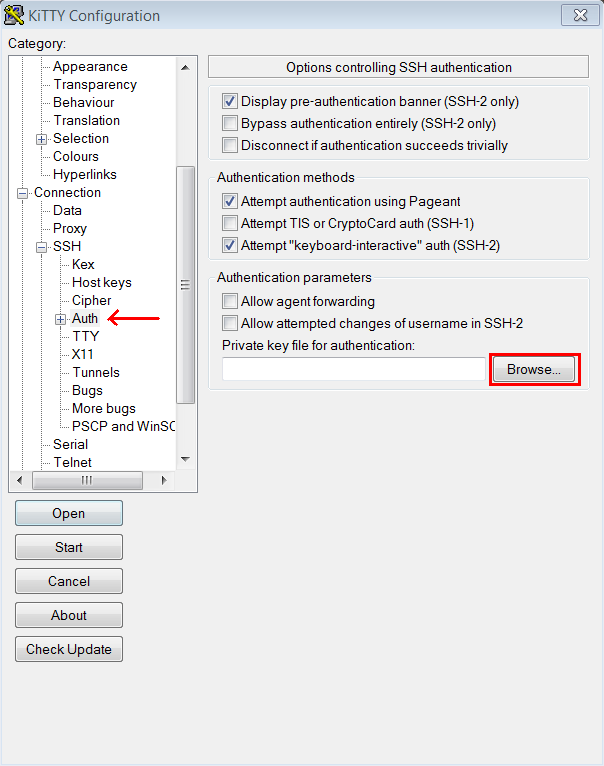 KiTTY Configuration
Category:
Appearance
Transparency
Behaviour
Translation
Selection
Colours
Hyperlinks
Connection
Data
Proxy
SSH
Kex
Host keys
Cipher
Auth
TTY
X11
Tunnels
Bugs
More bugs
PSCP and WinSC
Serial
Telnet
Options controlling SSH authentication
Display pre-authentication banner (SSH-2 only)
Bypass authentication entirely (SSH-2 only)
Disconnect if authentication succeeds trivially
Authentication methods
Attempt authentication using Pageant
Attempt TIS or CryptoCard auth (SSH-1)
Attempt "keyboard-interactive" auth (SSH-2)
Authentication parameters
Allow agent forwarding
Allow attempted changes of username in SSH-2
Private key file for authentication:
Browse...
Open
Start
Cancel
About
Check Update